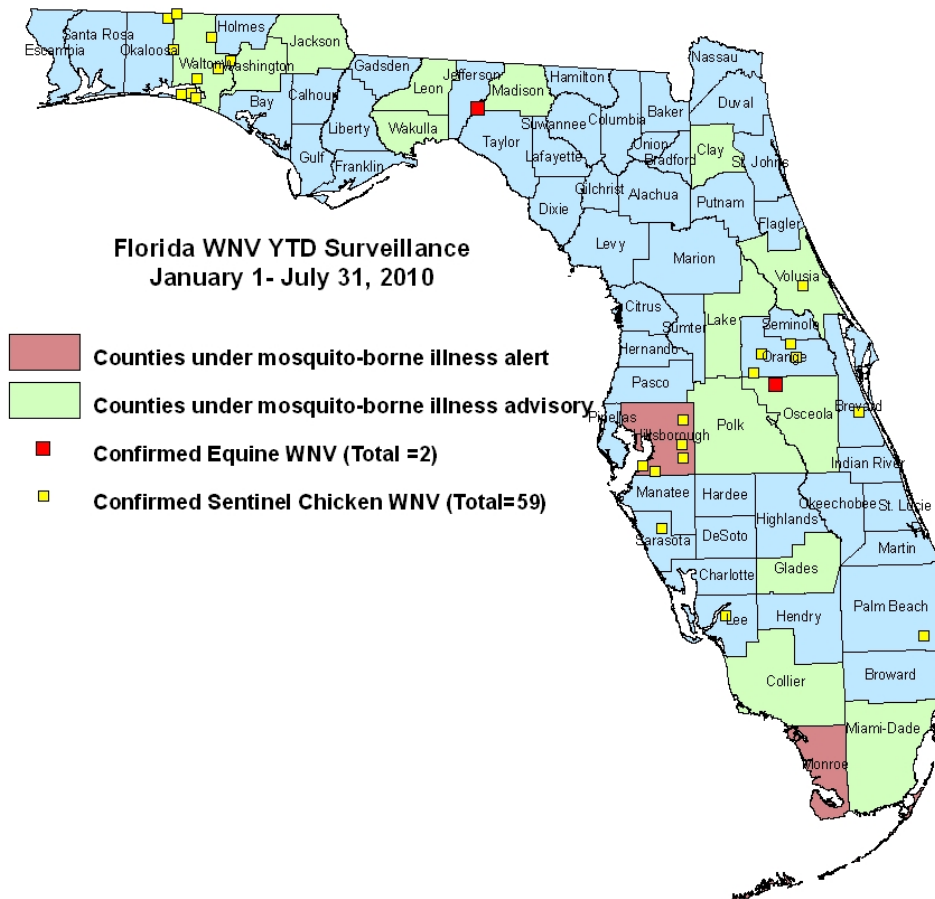 Holmes
Santa Rosa
Escambia
Okaloosa
Walton
Washington
Jackson
Bay
Calhoun
Gulf
Liberty
Franklin
Gadsden
Leon
Wakulla
Jefferson
Madison
Taylor
Hamilton
Suwannee
Lafayette
Dixie
Columbia
Baker
Union
Bradford
Gilchrist
Alachua
Nassau
Duval
Clay
St. Johns
Putnam
Flagler
Levy
Marion
Volusia
Citrus
Sumter
Lake
Seminole
Orange
Hernando
Pasco
Pinellas
Hillsborough
Polk
Osceola
Brevard
Indian River
Manatee
Hardee
Highlands
Okeechobee
St. Lucie
Sarasota
DeSoto
Martin
Charlotte
Glades
Lee
Hendry
Palm Beach
Collier
Broward
Miami-Dade
Monroe
Florida WNV YTD Surveillance
January 1- July 31, 2010
Counties under mosquito-borne illness alert
Counties under mosquito-borne illness advisory
Confirmed Equine WNV (Total =2)
Confirmed Sentinel Chicken WNV (Total=59)